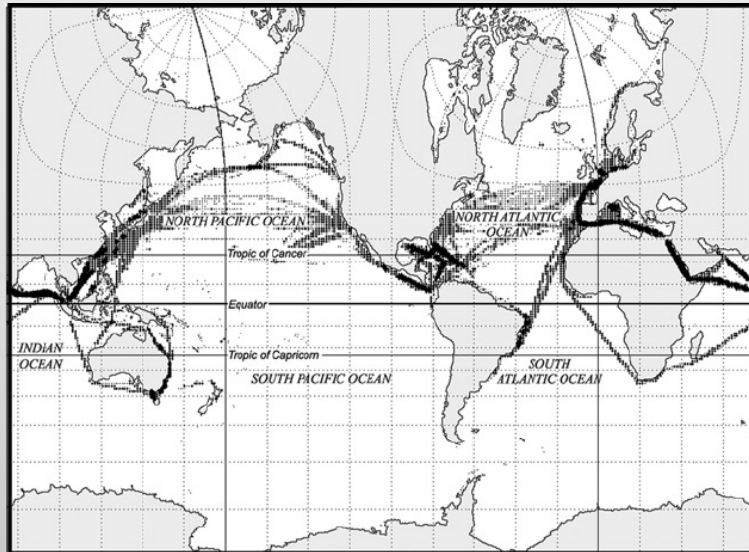 NORTH PACIFIC OCEAN
NORTH ATLANTIC
OCEAN
Tropic of Cancer
Equator
INDIAN
OCEAN
Tropic of Capricorn
SOUTH PACIFIC OCEAN
SOUTH
ATLANTIC OCEAN